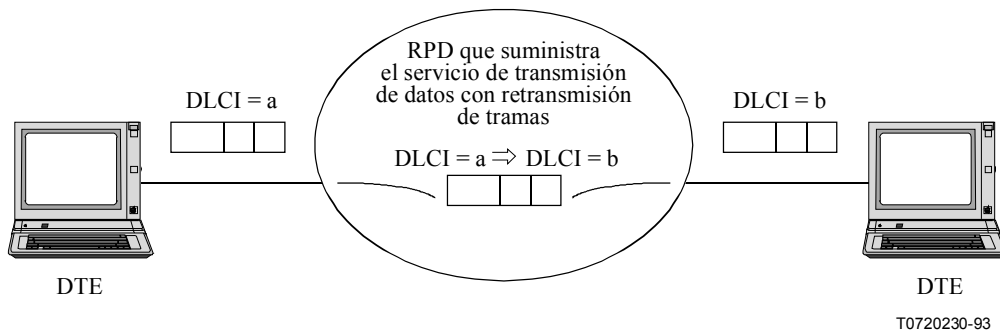 RPD que suministra
el servicio de transmisión
de datos con retransmisión
de tramas
DLCI = a
DLCI = b
DLCI = a ⇒ DLCI = b
DTE
DTE
T0720230-93